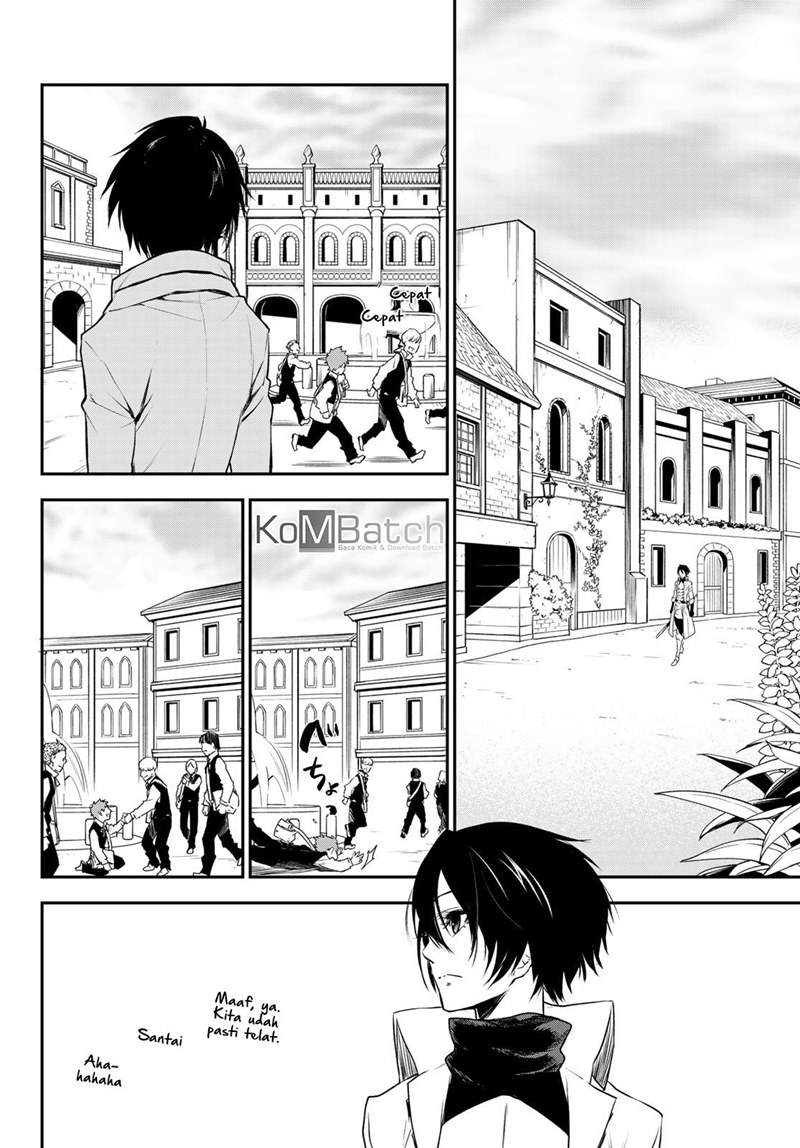 Cepat
Cepat
KoMBatch
Baca Komik & Download Batch
べちょ
Maaf, ya.
Kita udah
pasti telat.
Santai
Aha-
hahaha